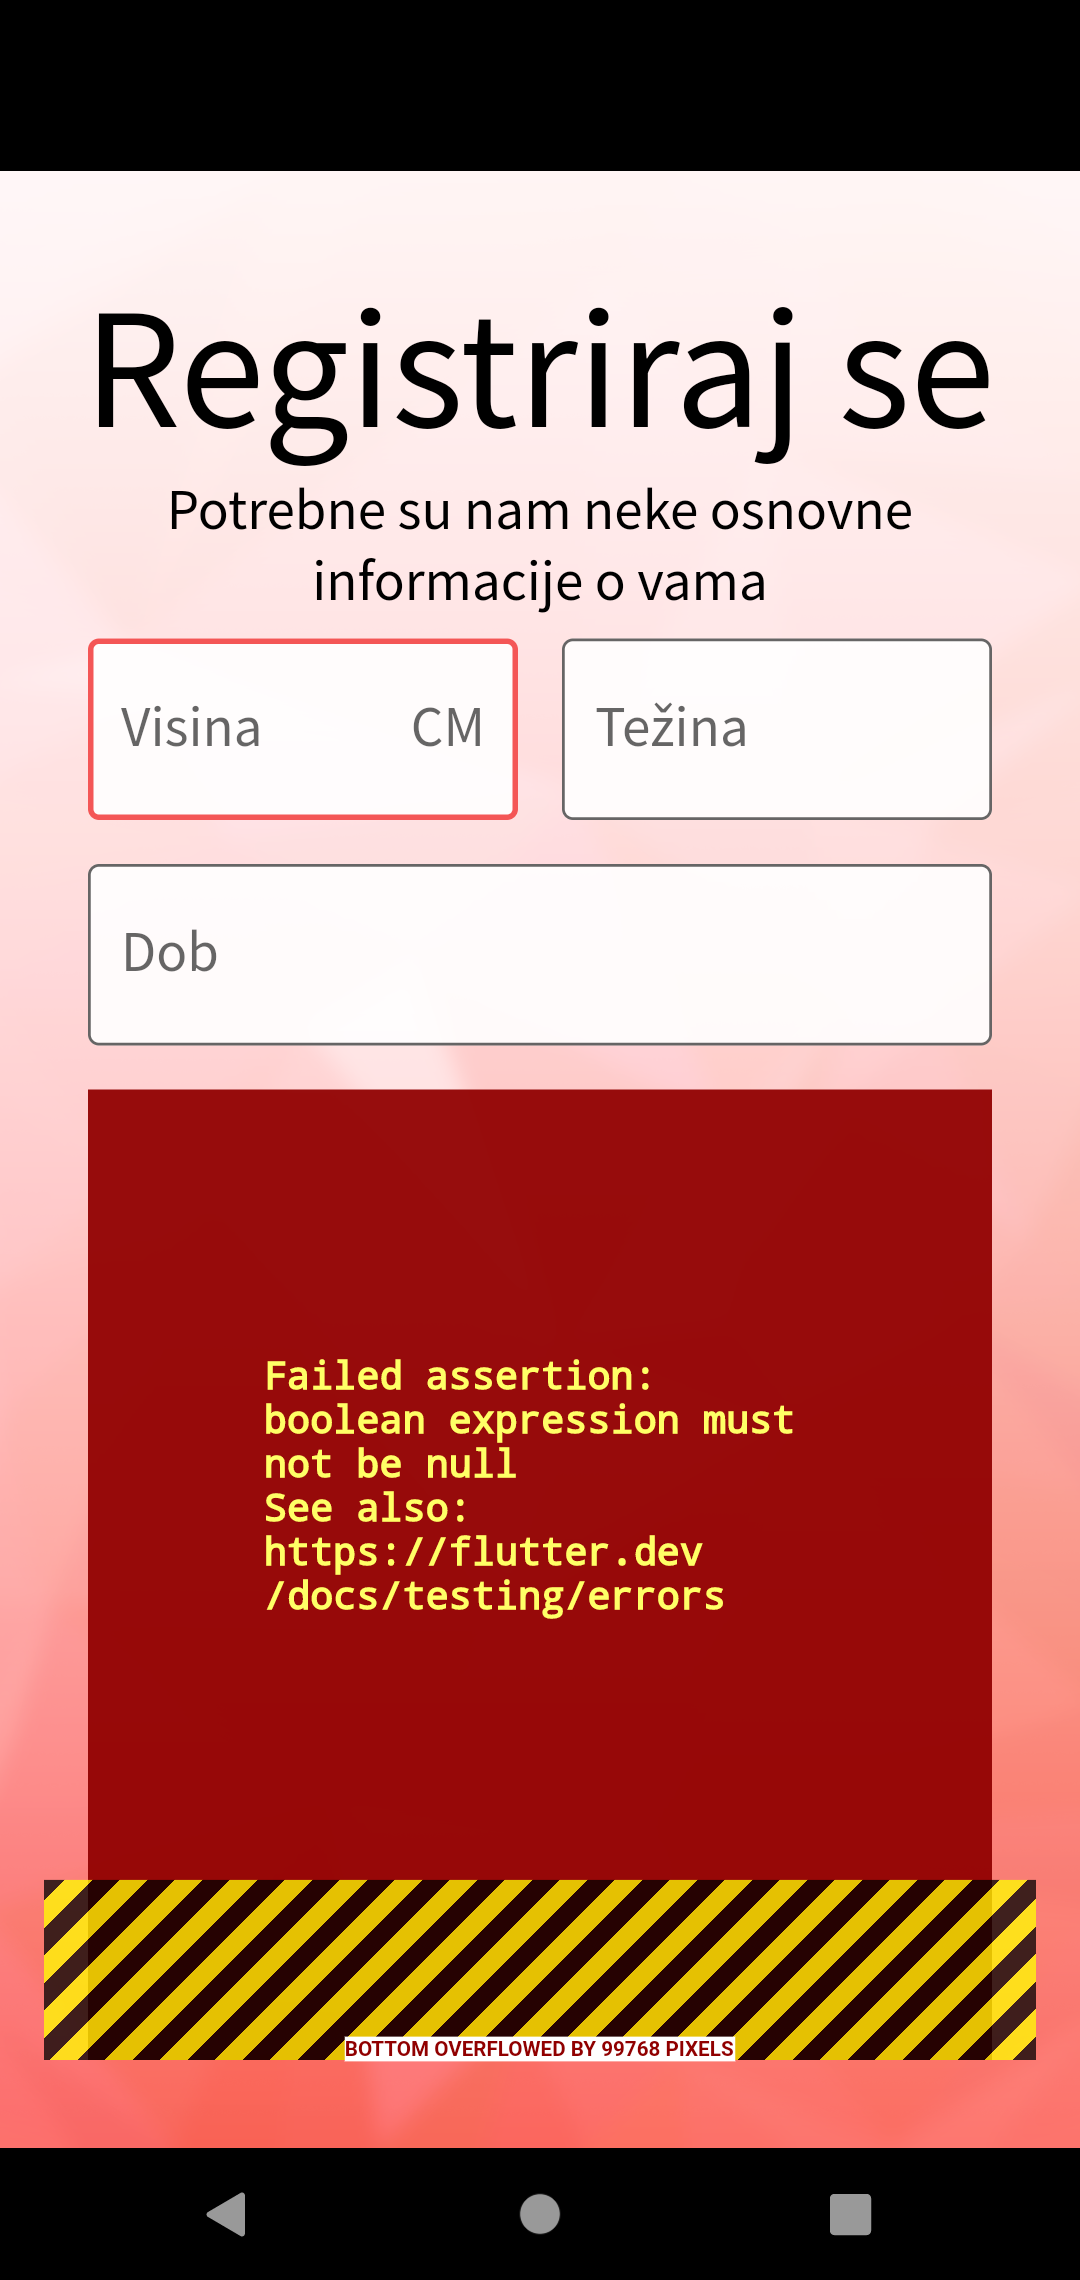 Registriraj se
Potrebne su nam neke osnovne
informacije o vama
Visina CM
Težina
Dob
Failed assertion:
boolean expression must
not be null
See also:
https://flutter.dev
/docs/testing/errors
BOTTOM OVERFLOWED BY 99768 PIXELS